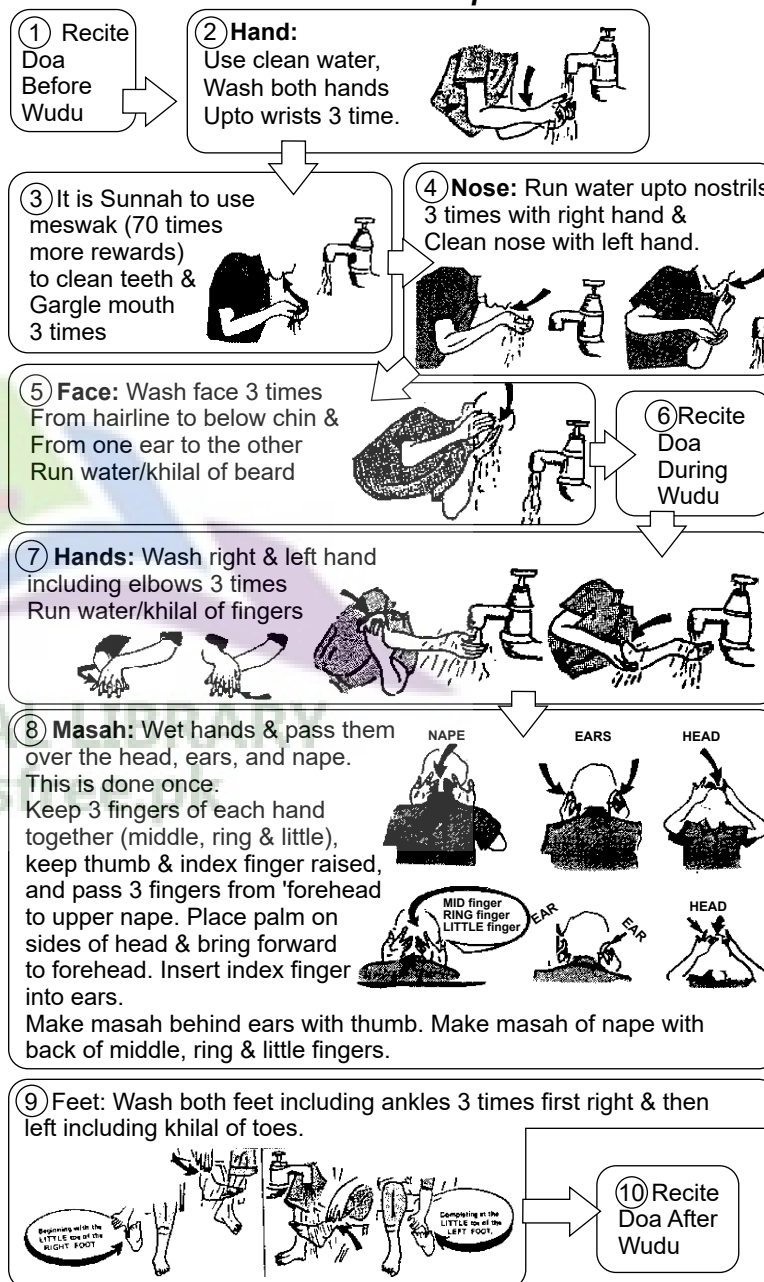 ① Recite
Doa
Before
Wudu
② Hand:
Use clean water,
Wash both hands
Upto wrists 3 time.
③ It is Sunnah to use
meswak (70 times
more rewards)
to clean teeth &
Gargle mouth
3 times
④ Nose: Run water upto nostrils
3 times with right hand &
Clean nose with left hand.
⑤ Face: Wash face 3 times
From hairline to below chin &
From one ear to the other
Run water/khilal of beard
⑥ Recite
Doa
During
Wudu
⑦ Hands: Wash right & left hand
including elbows 3 times
Run water/khilal of fingers
⑧ Masah: Wet hands & pass them
over the head, ears, and nape.
This is done once.
Keep 3 fingers of each hand
together (middle, ring & little),
keep thumb & index finger raised,
and pass 3 fingers from 'forehead
to upper nape. Place palm on
sides of head & bring forward
to forehead. Insert index finger
into ears.
Make masah behind ears with thumb. Make masah of nape with
back of middle, ring & little fingers.
NAPE
EARS
HEAD
MID finger
RING finger
LITTLE finger
EAR
EAR
HEAD
⑨ Feet: Wash both feet including ankles 3 times first right & then
left including khilal of toes.
Beginning with the
LITTLE toe of the
RIGHT FOOT
Completing at the
LITTLE toe of the
LEFT FOOT.
⑩ Recite
Doa After
Wudu
LIBRARY
free.pk